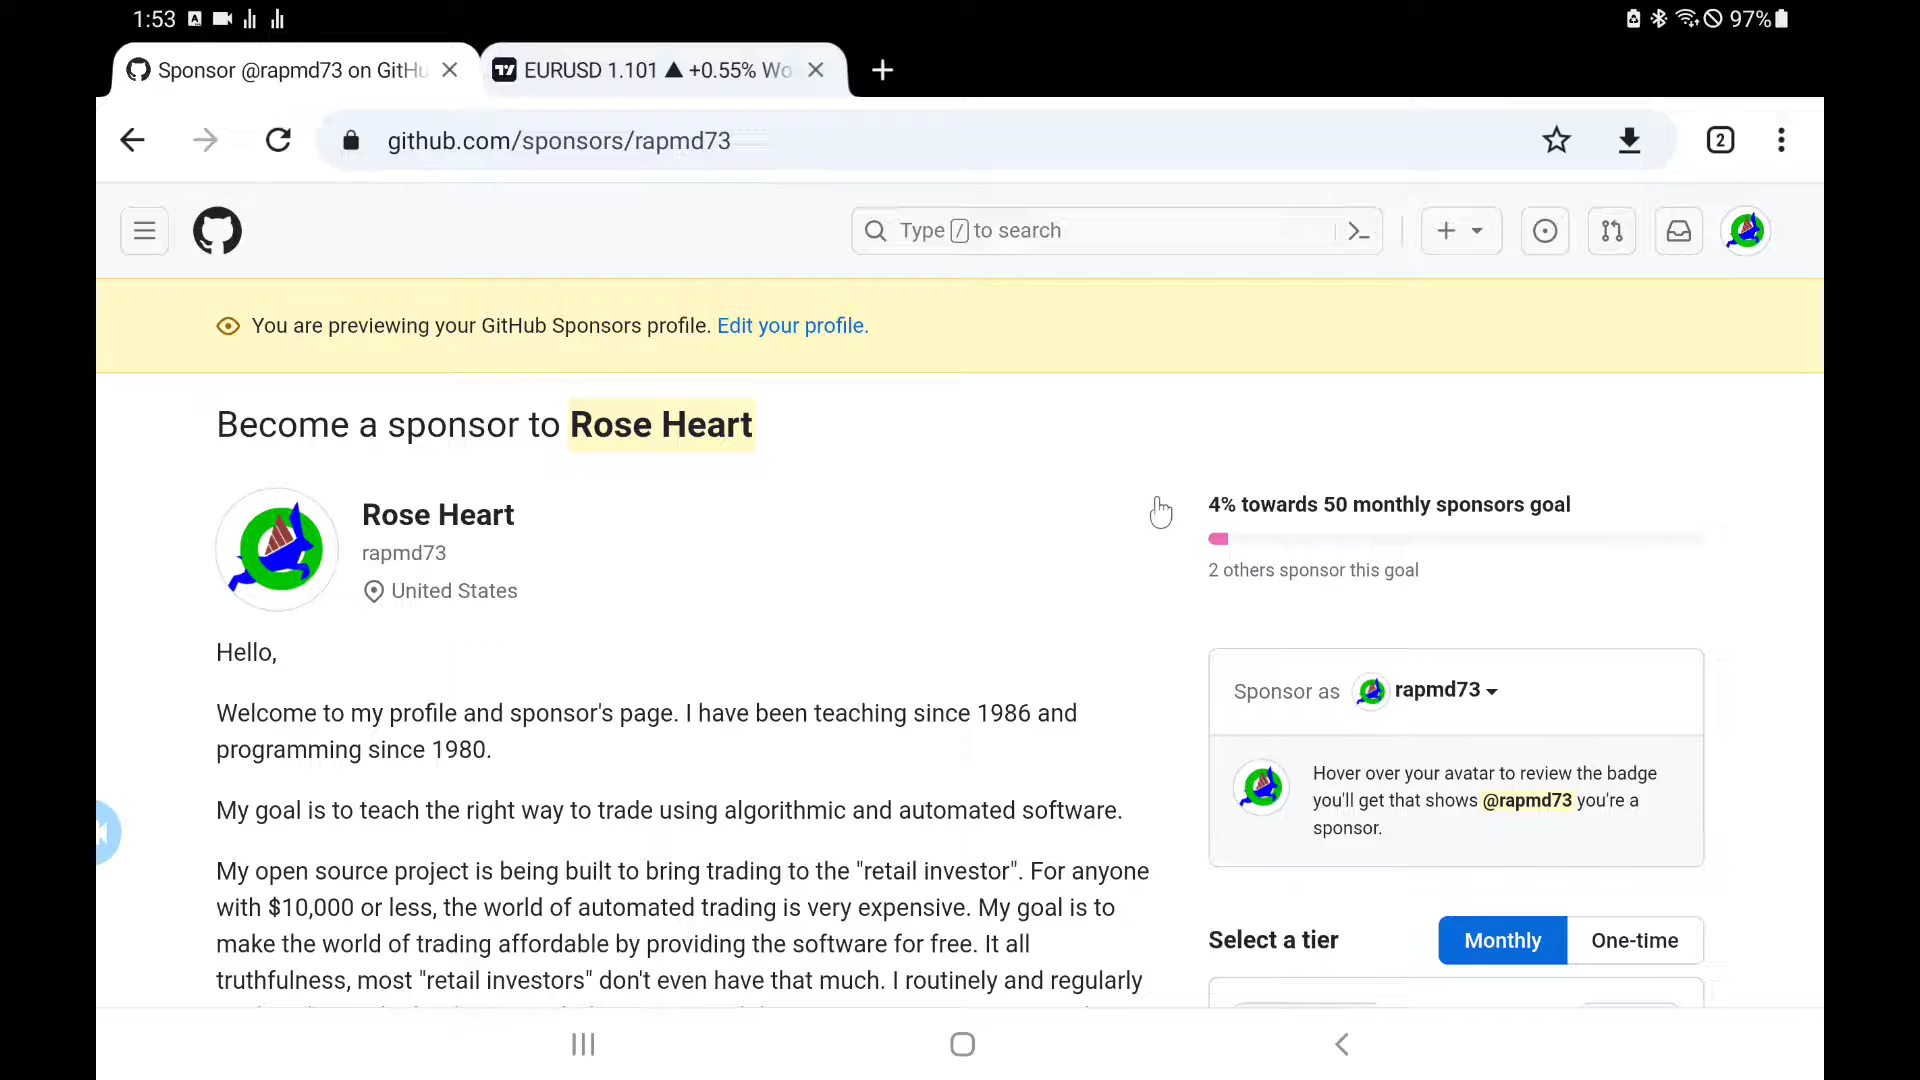 1:53
97%
Sponsor @rapmd73 on GitHu
EURUSD 1.101 ▲ +0.55% Wo
github.com/sponsors/rapmd73
2
Type / to search
You are previewing your GitHub Sponsors profile. Edit your profile.
Become a sponsor to Rose Heart
Rose Heart
rapmd73
United States
Hello,
Welcome to my profile and sponsor's page. I have been teaching since 1986 and
programming since 1980.
My goal is to teach the right way to trade using algorithmic and automated software.
My open source project is being built to bring trading to the "retail investor". For anyone
with $10,000 or less, the world of automated trading is very expensive. My goal is to
make the world of trading affordable by providing the software for free. It all
truthfulness, most "retail investors" don't even have that much. I routinely and regularly
4% towards 50 monthly sponsors goal
2 others sponsor this goal
Sponsor as rapmd73
Hover over your avatar to review the badge
you'll get that shows @rapmd73 you're a
sponsor.
Select a tier
Monthly
One-time